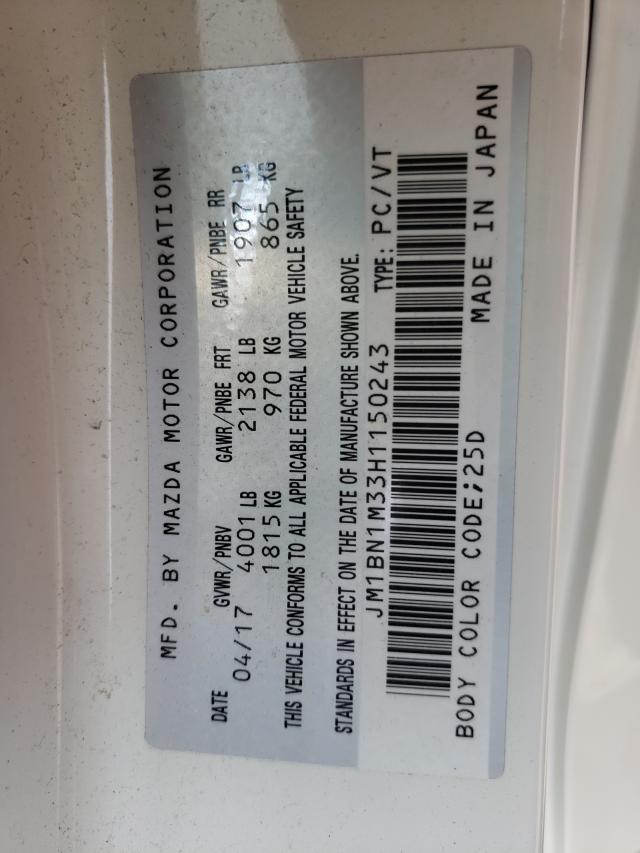 MFD. BY MAZDA MOTOR CORPORATION
DATE GVWR/PNBV GAWR/PNBE FRT GAWR/PNBE RR
04/17 4001 LB 2138 LB 1907 LB
1815 KG 970 KG 865 KG
THIS VEHICLE CONFORMS TO ALL APPLICABLE FEDERAL MOTOR VEHICLE SAFETY
STANDARDS IN EFFECT ON THE DATE OF MANUFACTURE SHOWN ABOVE.
JM1BN1M33H1150243 TYPE: PC/VT
BODY COLOR CODE;25D MADE IN JAPAN